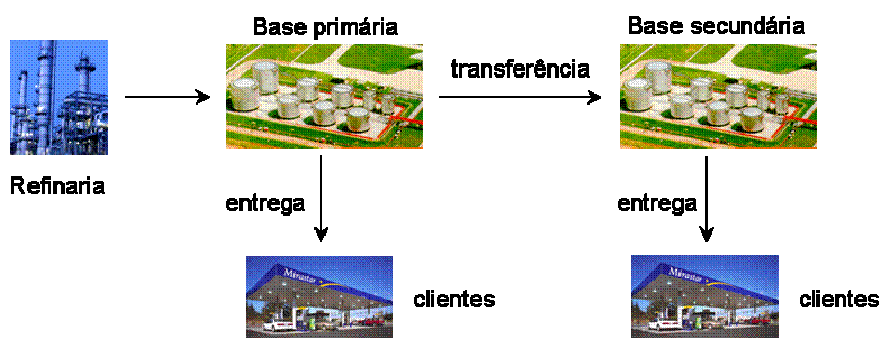 Base primária
Base secundária
transferência
Refinaria
entrega
entrega
clientes
clientes